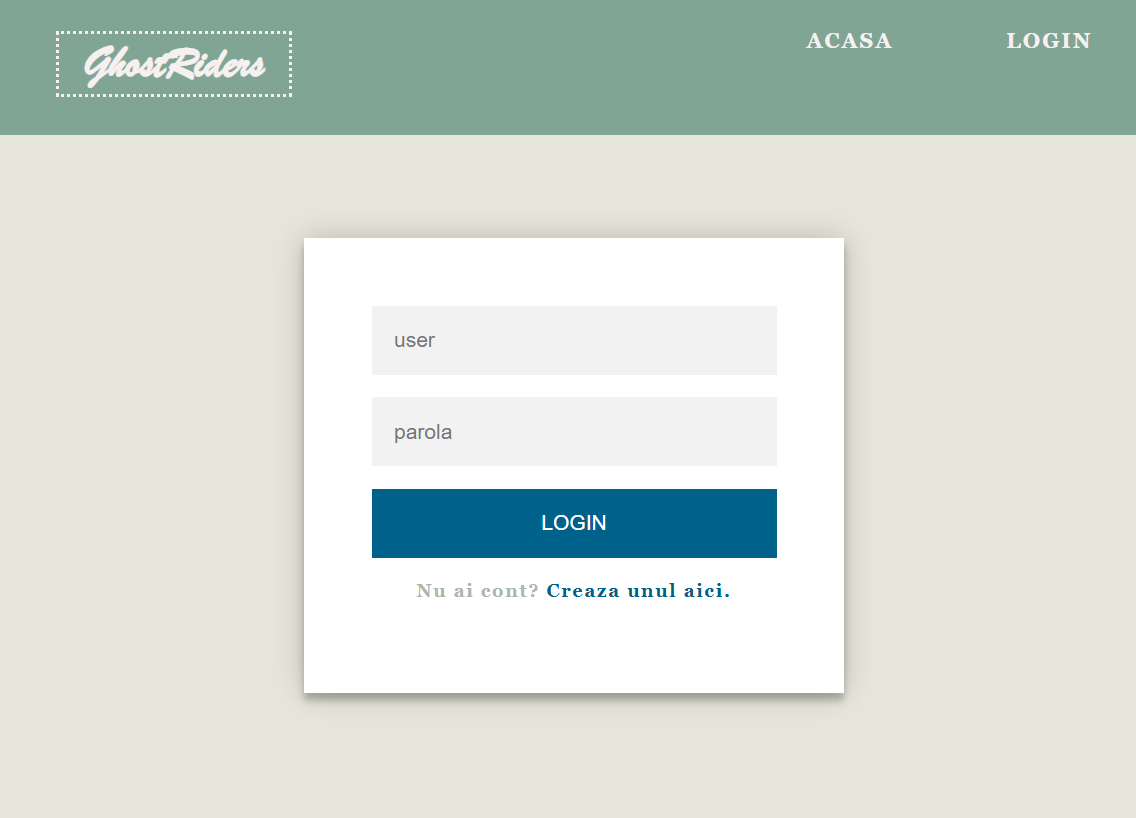 GhostRiders
ACASA
LOGIN
user
parola
LOGIN
Nu ai cont? Creaza unul aici.